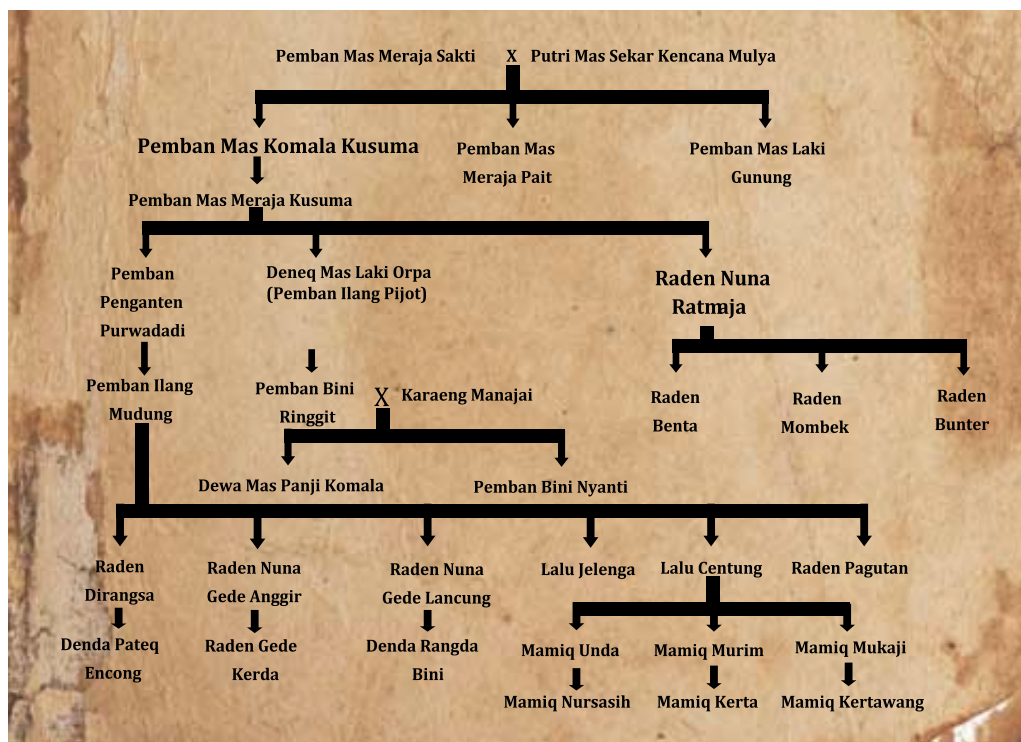 Pemban Mas Meraja Sakti X Putri Mas Sekar Kencana Mulya
Pemban Mas Komala Kusuma
Pemban Mas
Meraja Pait
Pemban Mas Laki
Gunung
Pemban Mas Meraja Kusuma
Pemban
Penganten
Purwadadi
Deneq Mas Laki Orpa
(Pemban Ilang Pijot)
Raden Nuna
Ratmaja
Pemban Ilang
Mudung
Pemban Bini
Ringgit
X
Karaeng Manajai
Raden
Benta
Raden
Mombek
Raden
Bunter
Dewa Mas Panji Komala
Pemban Bini Nyanti
Raden
Dirangsa
Raden Nuna
Gede Anggir
Raden Nuna
Gede Lancung
Lalu Jelenga
Lalu Centung
Raden Pagutan
Denda Pateq
Encong
Raden Gede
Kerda
Denda Rangda
Bini
Mamiq Unda
Mamiq Murim
Mamiq Mukaji
Mamiq Nursasih
Mamiq Kerta
Mamiq Kertawang